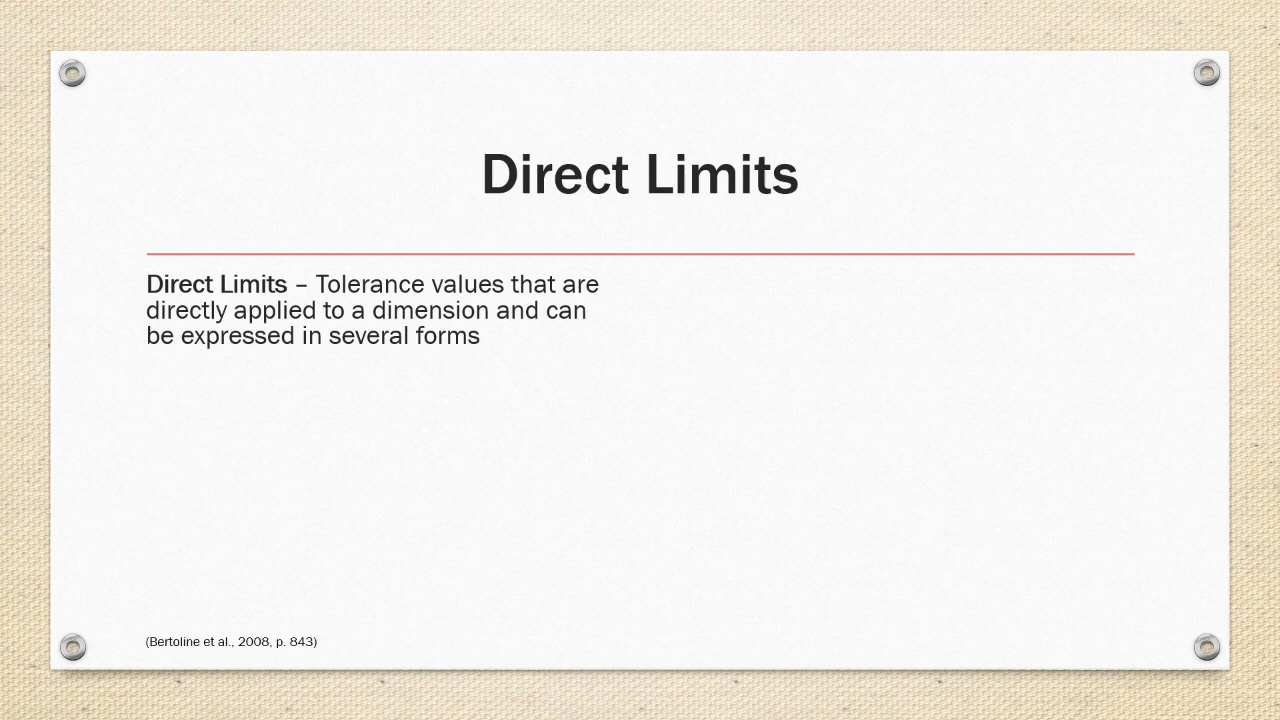 Direct Limits
Direct Limits – Tolerance values that are
directly applied to a dimension and can
be expressed in several forms
(Bertoline et al., 2008, p. 843)